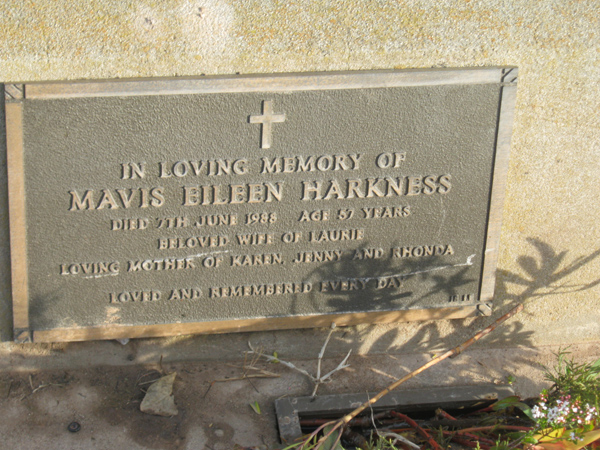 IN LOVING MEMORY OF
MAVIS EILEEN HARKNESS
DIED 7TH JUNE 1988 AGE 57 YEARS
BELOVED WIFE OF LAURIE
LOVING MOTHER OF KAREN, JENNY AND RHONDA
LOVED AND REMEMBERED EVERY DAY